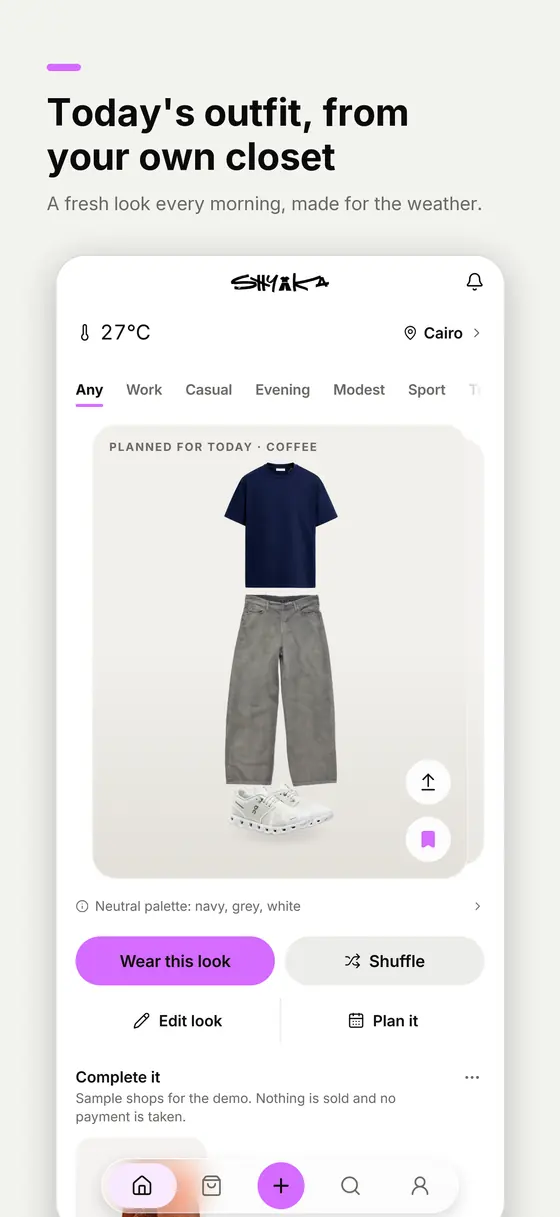 Today's outfit, from
your own closet
A fresh look every morning, made for the weather.
SHYAKA
27°C
Cairo
Any Work Casual Evening Modest Sport
PLANNED FOR TODAY · COFFEE
Neutral palette: navy, grey, white
Wear this look
Shuffle
Edit look
Plan it
Complete it
Sample shops for the demo. Nothing is sold and no
payment is taken.